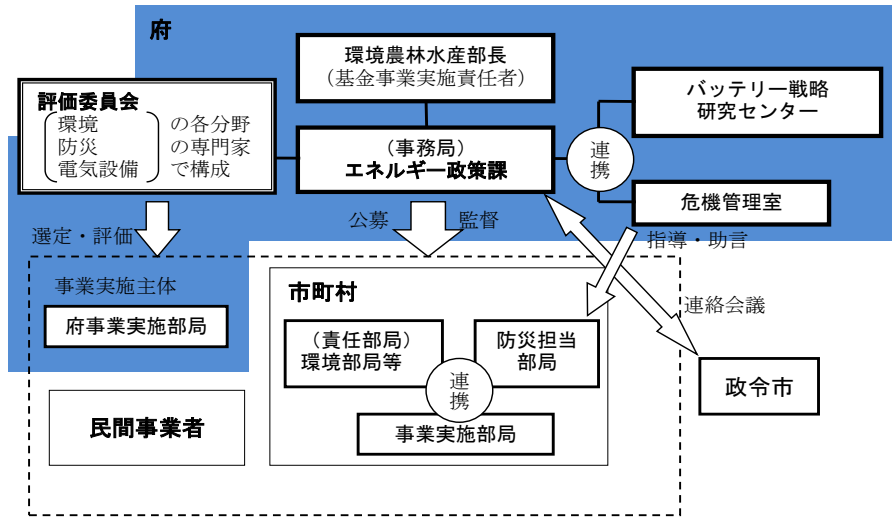 府
環境農林水産部長
（基金事業実施責任者）
バッテリー戦略
研究センター
評価委員会
環境 の各分野
防災 の専門家
電気設備 で構成
（事務局）
エネルギー政策課
連
携
危機管理室
選定・評価
公募 監督
指導・助言
事業実施主体
府事業実施部局
市町村
連絡会議
（責任部局）
環境部局等
防災担当
部局
連
携
政令市
民間事業者
事業実施部局